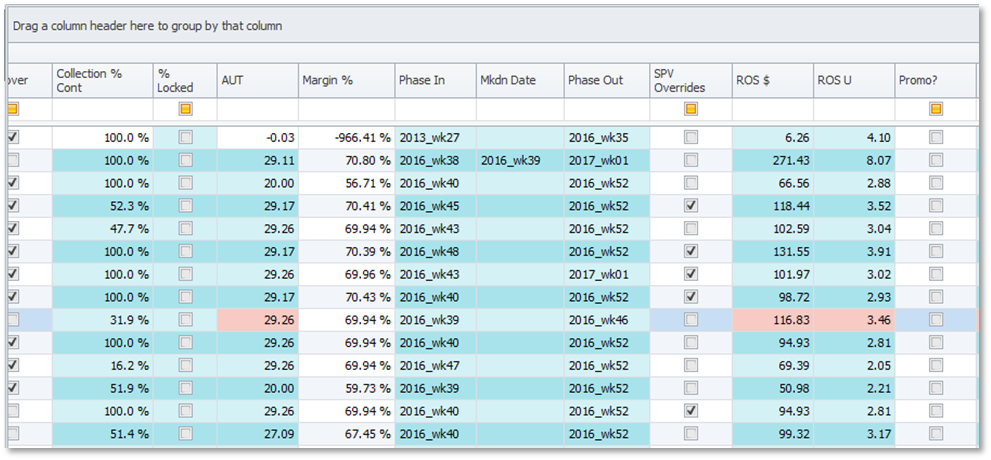 Drag a column header here to group by that column
over Collection % Cont % Locked AUT Margin % Phase In Mkdn Date Phase Out SPV Overrides ROS $ ROS U Promo?
100.0 % -0.03 -966.41 % 2013_wk27 2016_wk35 6.26 4.10
100.0 % 29.11 70.80 % 2016_wk38 2016_wk39 2017_wk01 271.43 8.07
100.0 % 20.00 56.71 % 2016_wk40 2016_wk52 66.56 2.88
52.3 % 29.17 70.41 % 2016_wk45 2016_wk52 118.44 3.52
47.7 % 29.26 69.94 % 2016_wk43 2016_wk52 102.59 3.04
100.0 % 29.17 70.39 % 2016_wk48 2016_wk52 131.55 3.91
100.0 % 29.26 69.96 % 2016_wk43 2017_wk01 101.97 3.02
100.0 % 29.17 70.43 % 2016_wk40 2016_wk52 98.72 2.93
31.9 % 29.26 69.94 % 2016_wk39 2016_wk46 116.83 3.46
100.0 % 29.26 69.94 % 2016_wk40 2016_wk52 94.93 2.81
16.2 % 29.26 69.94 % 2016_wk47 2016_wk52 69.39 2.05
51.9 % 20.00 59.73 % 2016_wk39 2016_wk52 50.98 2.21
100.0 % 29.26 69.94 % 2016_wk40 2016_wk52 94.93 2.81
51.4 % 27.09 67.45 % 2016_wk40 2016_wk52 99.32 3.17